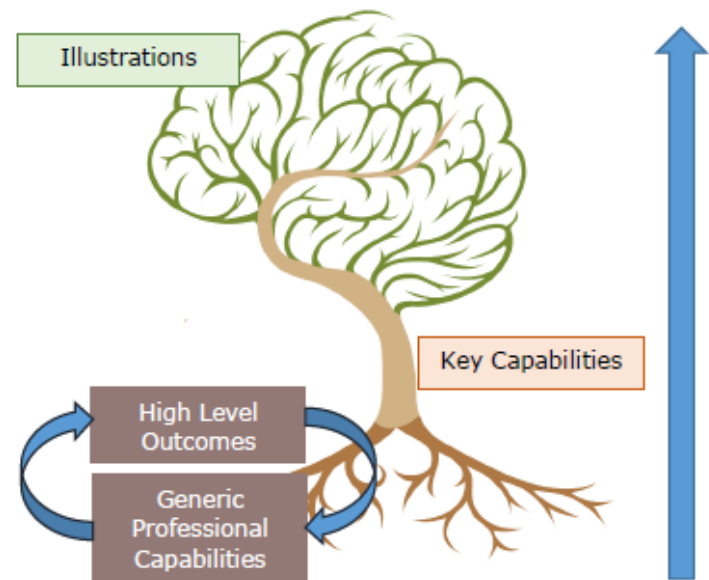 Illustrations
Key Capabilities
High Level
Outcomes
Generic
Professional
Capabilities